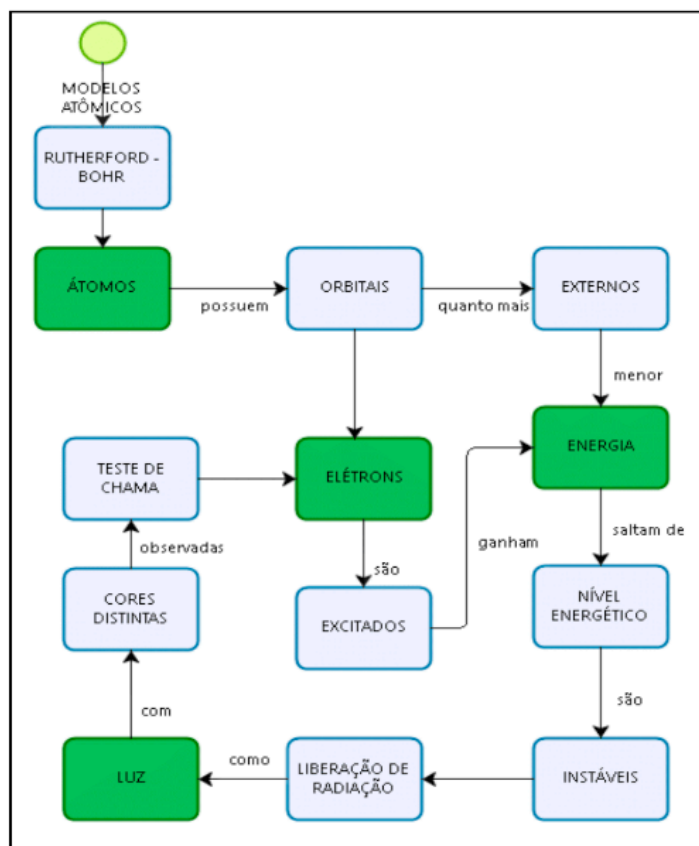 MODELOS
ATÔMICOS
RUTHERFORD -
BOHR
ÁTOMOS
possuem
ORBITAIS
quanto mais
EXTERNOS
menor
TESTE DE
CHAMA
ELÉTRONS
ENERGIA
observadas
são
ganham
saltam de
CORES
DISTINTAS
EXCITADOS
NÍVEL
ENERGÉTICO
com
são
LUZ
como
LIBERAÇÃO DE
RADIAÇÃO
INSTÁVEIS